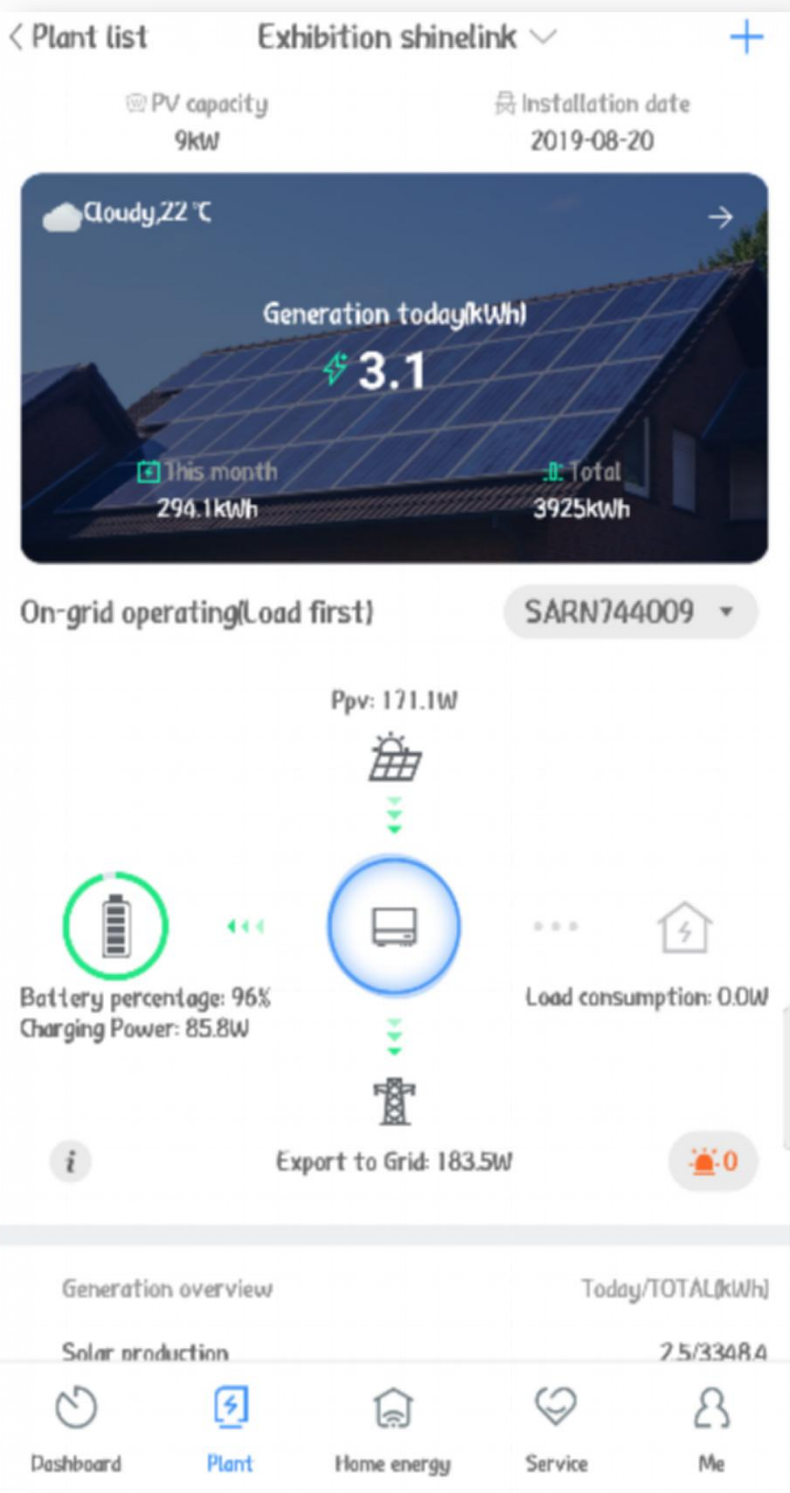 Plant list
Exhibition shinelink
PV capacity
Installation date
9kW
2019-08-20
Cloudy,22 ℃
Generation today(kWh)
3.1
This month
Total
294.1kWh
3925kWh
On-grid operating(Load first)
SARN744009
Ppv: 171.1W
Battery percentage: 96%
Charging Power: 85.8W
Load consumption: 0.0W
Export to Grid: 183.5W
i
0
Generation overview
Today/TOTAL(kWh)
Solar production
2.5/3348.4
Dashboard
Plant
Home energy
Service
Me